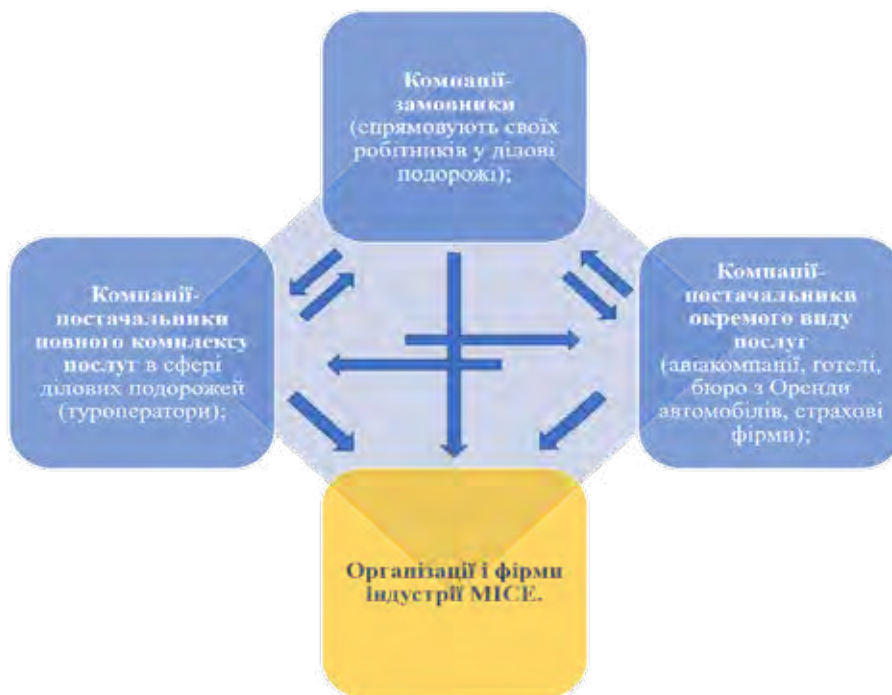 Компанії-
замовники
(спрямовують своїх
робітників у ділові
подорожі);
Компанії-
постачальники
повного комплексу
послуг в сфері
ділових подорожей
(туроператори);
Компанії-
постачальники
окремого виду
послуг
(авіакомпанії, готелі,
бюро з Оренди
автомобілів, страхові
фірми);
Організації і фірми
індустрії MICE.